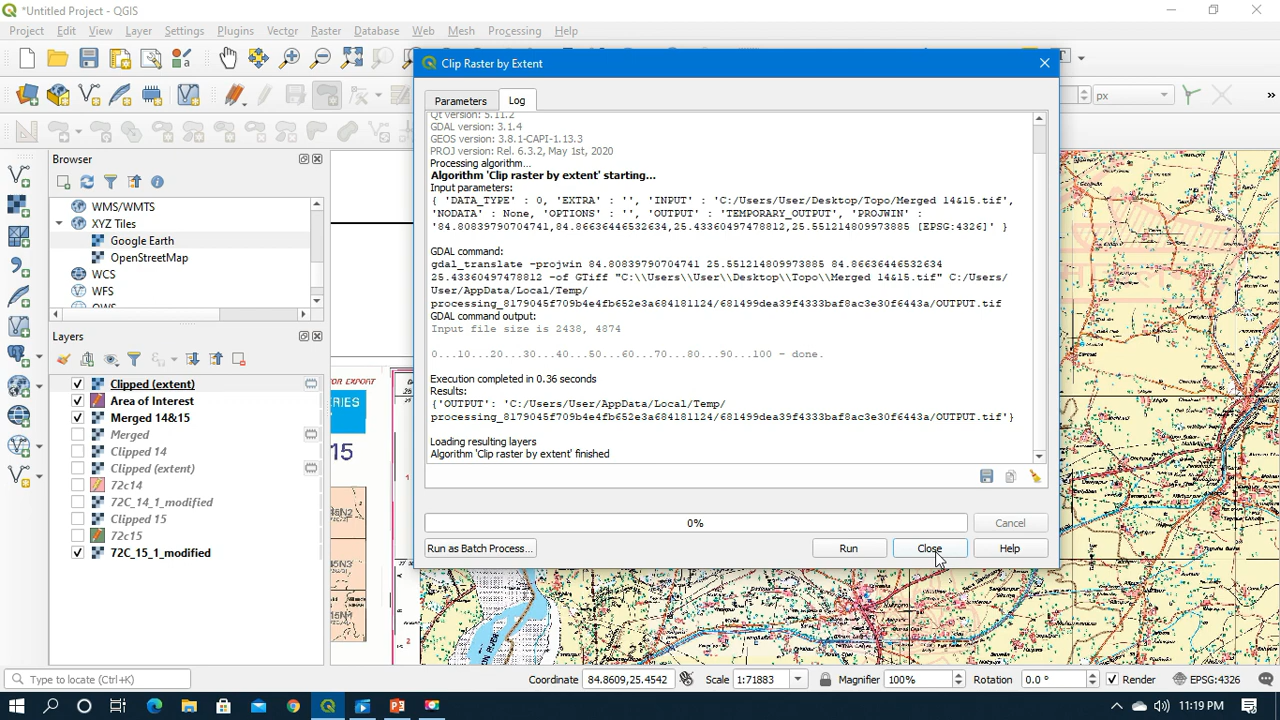 *Untitled Project - QGIS
Project Edit View Layer Settings Plugins Vector Raster Database Web Mesh Processing Help
Clip Raster by Extent
Parameters Log
px
Qt version: 5.11.2
GDAL version: 3.1.4
GEOS version: 3.8.1-CAPI-1.13.3
PROJ version: Rel. 6.3.2, May 1st, 2020
Processing algorithm…
Algorithm 'Clip raster by extent' starting…
Input parameters:
{ 'DATA_TYPE' : 0, 'EXTRA' : '', 'INPUT' : 'C:/Users/User/Desktop/Topo/Merged 14&15.tif',
'NODATA' : None, 'OPTIONS' : '', 'OUTPUT' : 'TEMPORARY_OUTPUT', 'PROJWIN' :
'84.80839790704741,84.86636446532634,25.43360497478812,25.551214809973885 [EPSG:4326]' }
GDAL command:
gdal_translate -projwin 84.80839790704741 25.551214809973885 84.86636446532634
25.43360497478812 -of GTiff "C:\\Users\\User\\Desktop\\Topo\\Merged 14&15.tif" C:/Users/
User/AppData/Local/Temp/
processing_8179045f709b4e4fb652e3a684181124/681499dea39f4333baf8ac3e30f6443a/OUTPUT.tif
GDAL command output:
Input file size is 2438, 4874
0...10...20...30...40...50...60...70...80...90...100 - done.
Execution completed in 0.36 seconds
Results:
{'OUTPUT': 'C:/Users/User/AppData/Local/Temp/
processing_8179045f709b4e4fb652e3a684181124/681499dea39f4333baf8ac3e30f6443a/OUTPUT.tif'}
Loading resulting layers
Algorithm 'Clip raster by extent' finished
0%
Cancel
Run as Batch Process…
Run
Close
Help
Browser
WMS/WMTS
XYZ Tiles
Google Earth
OpenStreetMap
WCS
WFS
Layers
Clipped (extent)
Area of Interest
Merged 14&15
Merged
Clipped 14
Clipped (extent)
72c14
72C_14_1_modified
Clipped 15
72c15
72C_15_1_modified
OR EXPORT
ERIES
15
Type to locate (Ctrl+K)
Coordinate 84.8609,25.4542 Scale 1:71883 Magnifier 100% Rotation 0.0 ° Render EPSG:4326
11:19 PM